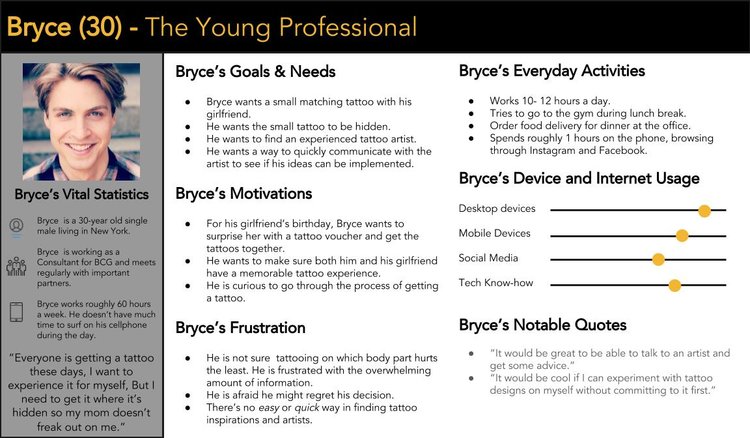 Bryce (30) - The Young Professional
Bryce's Vital Statistics
Bryce is a 30-year old single
male living in New York.
Bryce is working as a
Consultant for BCG and meets
regularly with important
partners.
Bryce works roughly 60 hours
a week. He doesn't have much
time to surf on his cellphone
during the day.
“Everyone is getting a tattoo
these days, I want to
experience it for myself, But I
need to get it where it's
hidden so my mom doesn't
freak out on me.”
Bryce's Goals & Needs
● Bryce wants a small matching tattoo with his
girlfriend.
● He wants the small tattoo to be hidden.
● He wants to find an experienced tattoo artist.
● He wants a way to quickly communicate with the
artist to see if his ideas can be implemented.
Bryce's Motivations
● For his girlfriend's birthday, Bryce wants to
surprise her with a tattoo voucher and get the
tattoos together.
● He wants to make sure both him and his girlfriend
have a memorable tattoo experience.
● He is curious to go through the process of getting
a tattoo.
Bryce's Frustration
● He is not sure tattooing on which body part hurts
the least. He is frustrated with the overwhelming
amount of information.
● He is afraid he might regret his decision.
● There's no easy or quick way in finding tattoo
inspirations and artists.
Bryce's Everyday Activities
● Works 10- 12 hours a day.
● Tries to go to the gym during lunch break.
● Order food delivery for dinner at the office.
● Spends roughly 1 hours on the phone, browsing
through Instagram and Facebook.
Bryce's Device and Internet Usage
Desktop devices
Mobile Devices
Social Media
Tech Know-how
Bryce's Notable Quotes
● “It would be great to be able to talk to an artist and
get some advice.”
● “It would be cool if I can experiment with tattoo
designs on myself without committing to it first.”